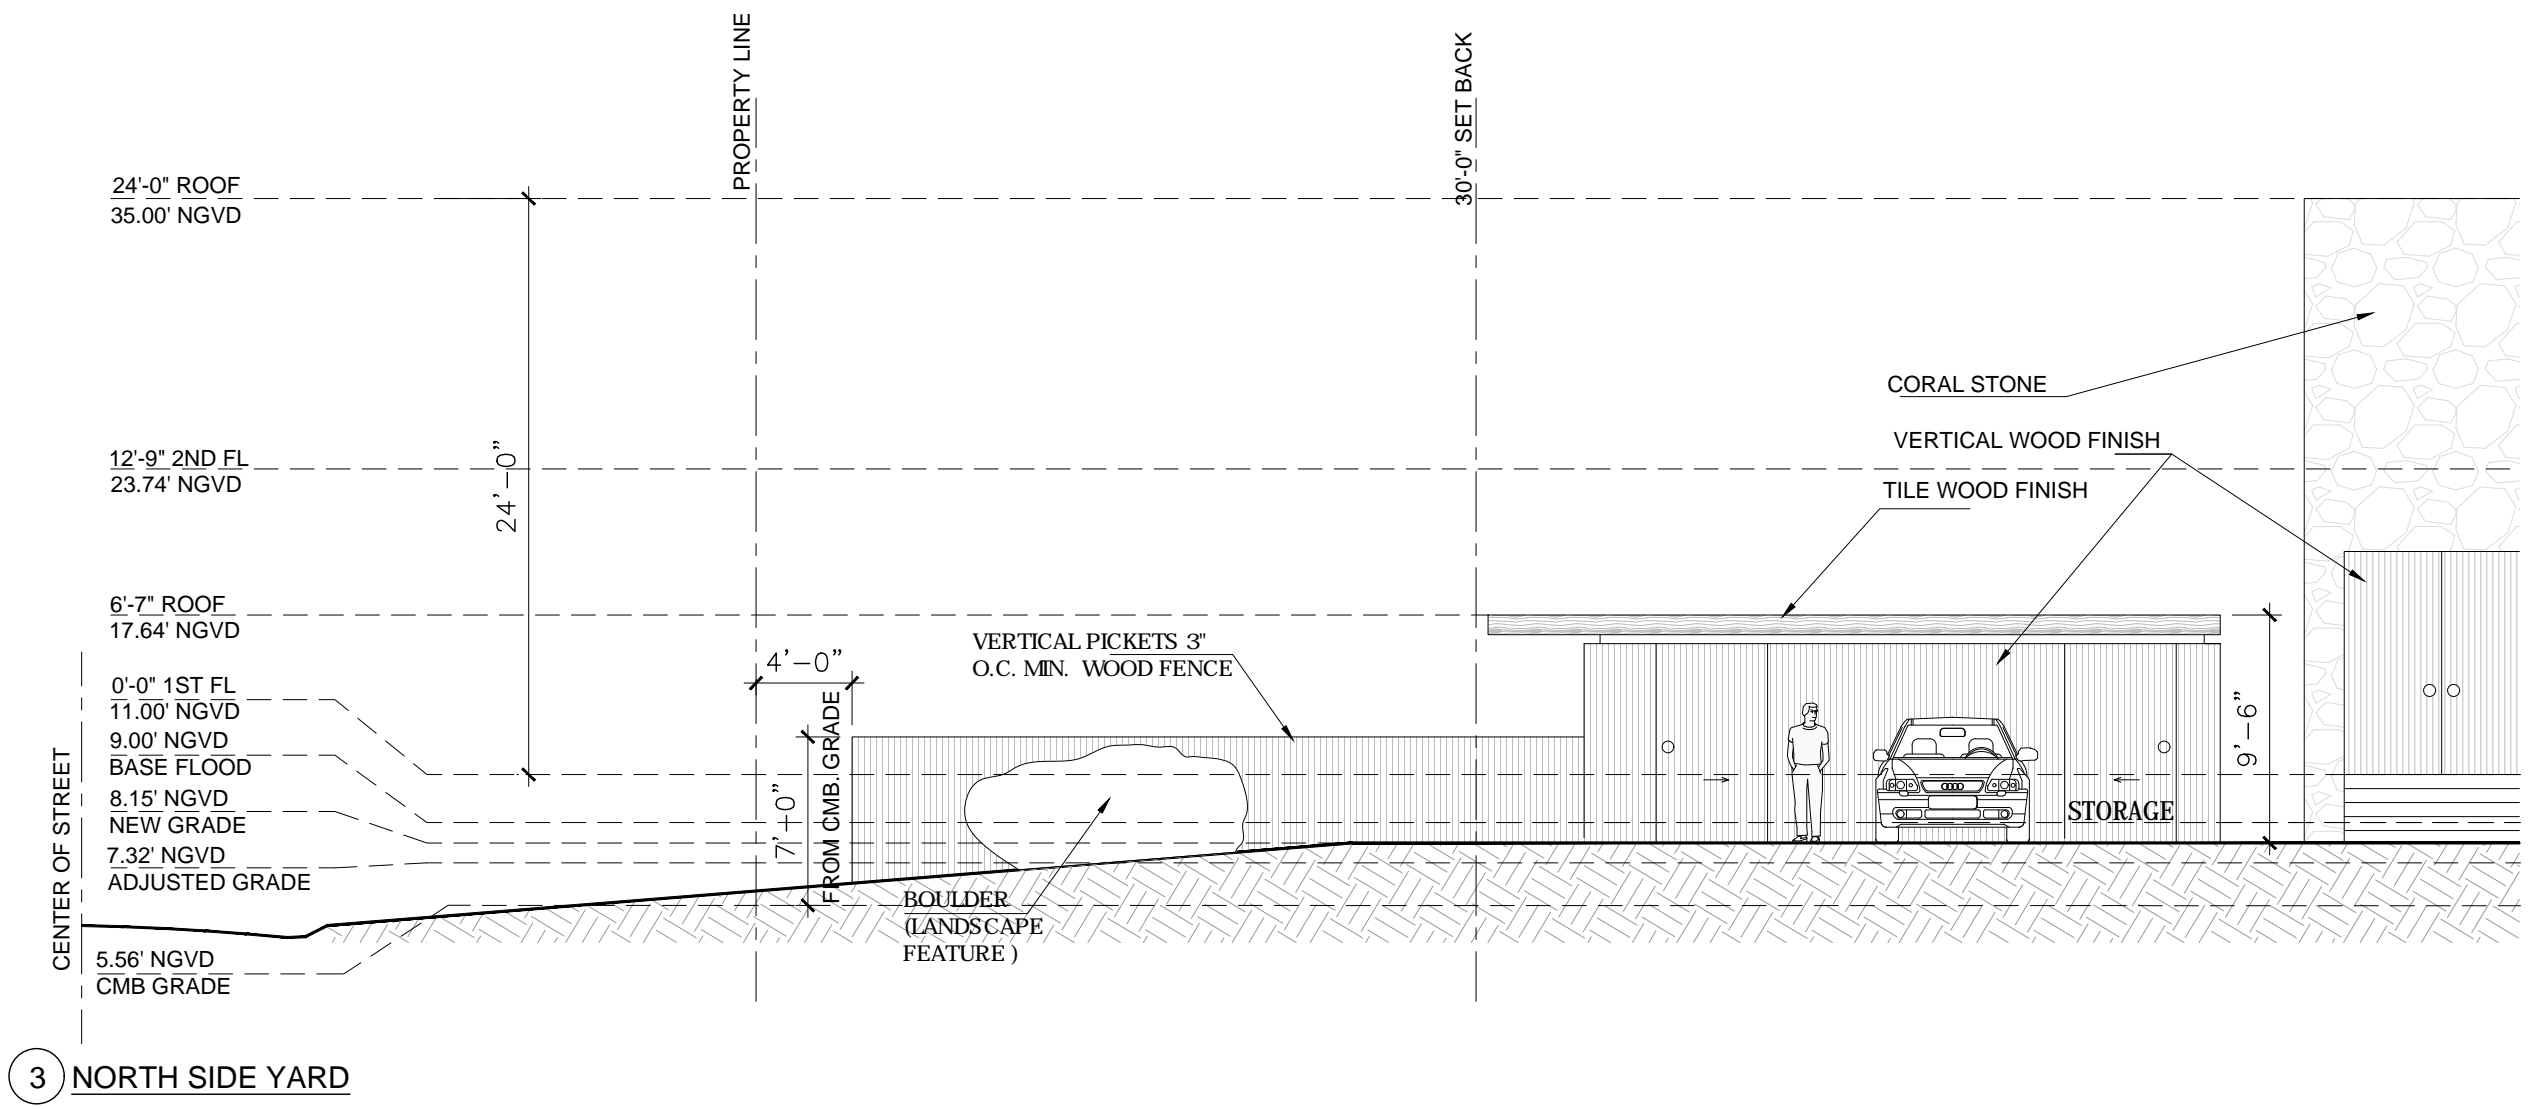 PROPERTY LINE
30'-0" SET BACK
24'-0" ROOF
35.00' NGVD
CORAL STONE
VERTICAL WOOD FINISH
12'-9" 2ND FL
23.74' NGVD
24'-0"
TILE WOOD FINISH
6'-7" ROOF
17.64' NGVD
VERTICAL PICKETS 3"
O.C. MIN. WOOD FENCE
4'-0"
0'-0" 1ST FL
11.00' NGVD
9.00' NGVD
BASE FLOOD
8.15' NGVD
NEW GRADE
7.32' NGVD
ADJUSTED GRADE
7'-0"
FROM CMB. GRADE
9'-6"
STORAGE
CENTER OF STREET
BOULDER
(LANDSCAPE
FEATURE )
5.56' NGVD
CMB GRADE
3 NORTH SIDE YARD